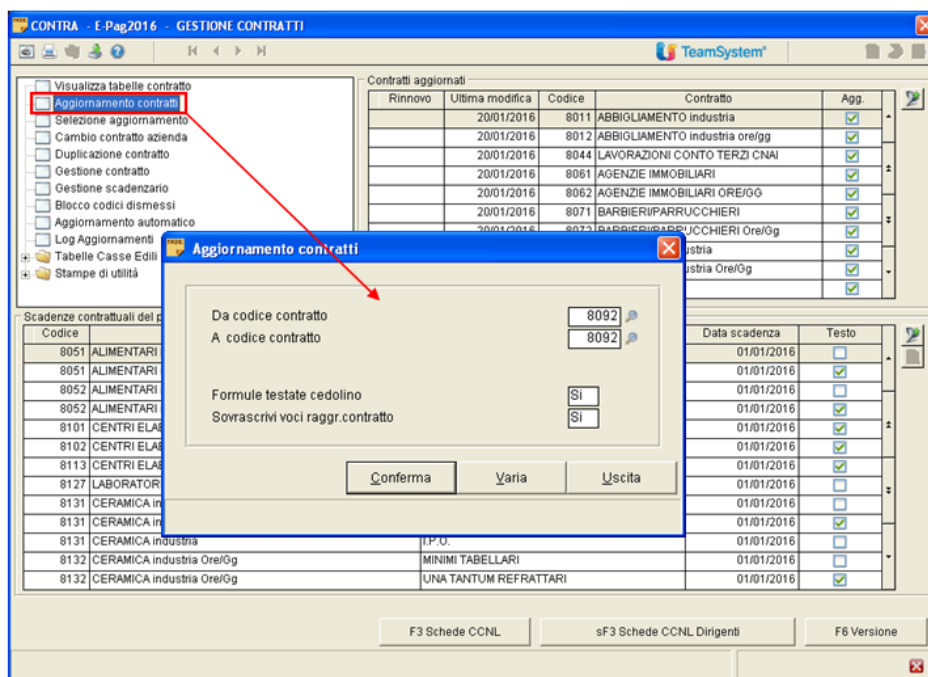 CONTRA - E-Pag2016 - GESTIONE CONTRATTI
TeamSystem®
Visualizza tabelle contratto
Aggiornamento contratti
Selezione aggiornamento
Cambio contratto azienda
Duplicazione contratto
Gestione contratto
Gestione scadenzario
Blocco codici dismessi
Aggiornamento automatico
Log Aggiornamenti
Tabelle Casse Edili
Stampe di utilità
Contratti aggiornati
Rinnovo Ultima modifica Codice Contratto Agg.
20/01/2016 8011 ABBIGLIAMENTO industria
20/01/2016 8012 ABBIGLIAMENTO industria ore/gg
20/01/2016 8044 LAVORAZIONI CONTO TERZI CNAI
20/01/2016 8061 AGENZIE IMMOBILIARI
20/01/2016 8062 AGENZIE IMMOBILIARI ORE/GG
20/01/2016 8071 BARBIERI/PARRUCCHIERI
20/01/2016 8072 BARBIERI/PARRUCCHIERI Ore/Gg
ustria
ustria Ore/Gg
Aggiornamento contratti
Da codice contratto 8092
A codice contratto 8092
Formule testate cedolino Si
Sovrascrivi voci raggr.contratto Si
Conferma Varia Uscita
Scadenze contrattuali del p
Codice Data scadenza Testo
8051 ALIMENTARI 01/01/2016
8051 ALIMENTARI 01/01/2016
8052 ALIMENTARI 01/01/2016
8052 ALIMENTARI 01/01/2016
8101 CENTRI ELA 01/01/2016
8102 CENTRI ELA 01/01/2016
8113 CENTRI ELA 01/01/2016
8127 LABORATOR 01/01/2016
8131 CERAMICA in 01/01/2016
8131 CERAMICA in 01/01/2016
8131 CERAMICA industria I.P.O. 01/01/2016
8132 CERAMICA industria Ore/Gg MINIMI TABELLARI 01/01/2016
8132 CERAMICA industria Ore/Gg UNA TANTUM REFRATTARI 01/01/2016
F3 Schede CCNL sF3 Schede CCNL Dirigenti F6 Versione